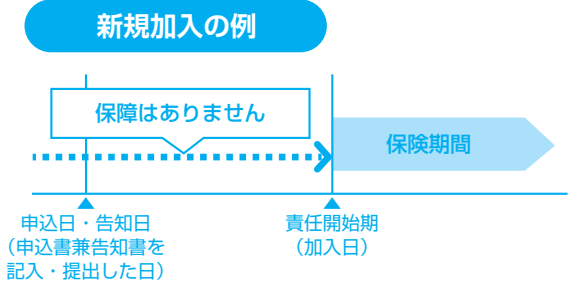 新規加入の例
保障はありません
保険期間
申込日・告知日
（申込書兼告知書を
記入・提出した日）
責任開始期
（加入日）